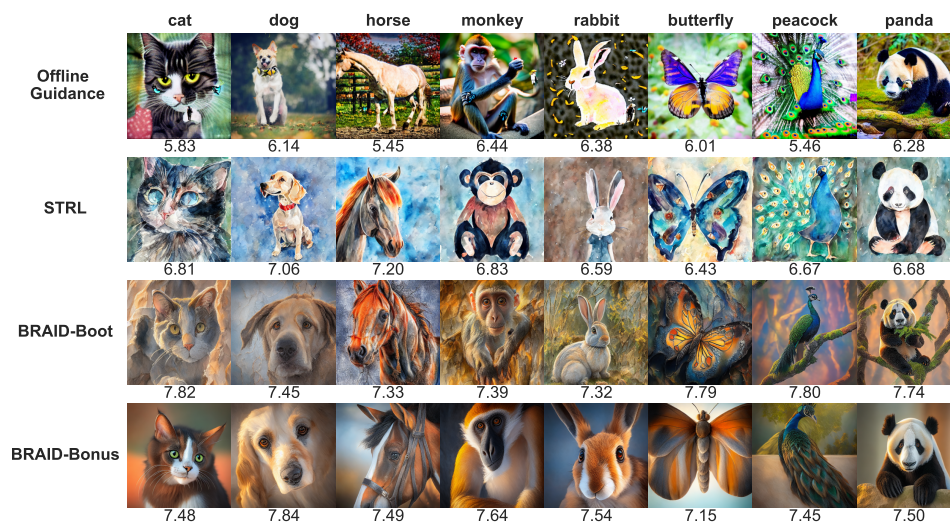 cat dog horse monkey rabbit butterfly peacock panda
Offline
Guidance
5.83 6.14 5.45 6.44 6.38 6.01 5.46 6.28
STRL
6.81 7.06 7.20 6.83 6.59 6.43 6.67 6.68
BRAID-Boot
7.82 7.45 7.33 7.39 7.32 7.79 7.80 7.74
BRAID-Bonus
7.48 7.84 7.49 7.64 7.54 7.15 7.45 7.50